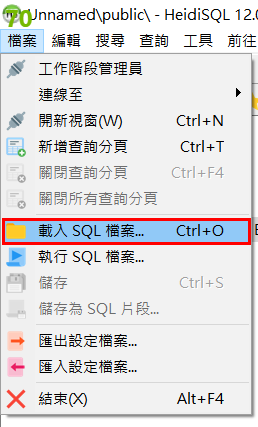 Unnamed\public\ - HeidiSQL 12.0
70
檔案 編輯 搜尋 查詢 工具 前往
工作階段管理員
連線至
開新視窗(W) Ctrl+N
新增查詢分頁 Ctrl+T
關閉查詢分頁 Ctrl+F4
關閉所有查詢分頁
載入 SQL 檔案... Ctrl+O
執行 SQL 檔案...
儲存 Ctrl+S
儲存為 SQL 片段...
匯出設定檔案...
匯入設定檔案...
結束(X) Alt+F4